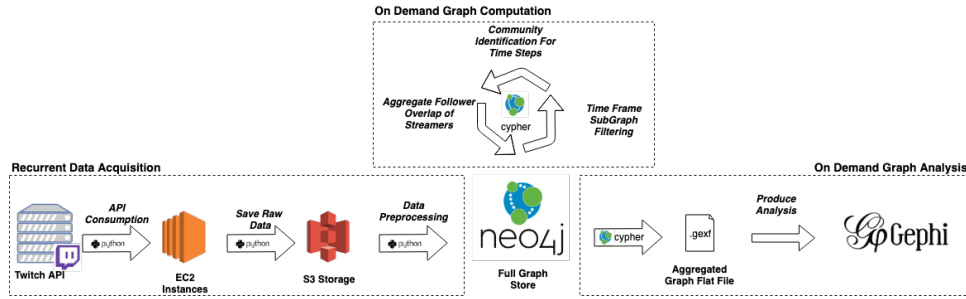 On Demand Graph Computation
Community
Identification For
Time Steps
Aggregate Follower
Overlap of
Streamers
cypher
Time Frame
SubGraph
Filtering
Recurrent Data Acquisition
On Demand Graph Analysis
API
Consumption
python
Twitch API
EC2
Instances
Save Raw
Data
python
S3 Storage
Data
Preprocessing
python
neo4j
Full Graph
Store
cypher
.gexf
Aggregated
Graph Flat File
Produce
Analysis
Gephi